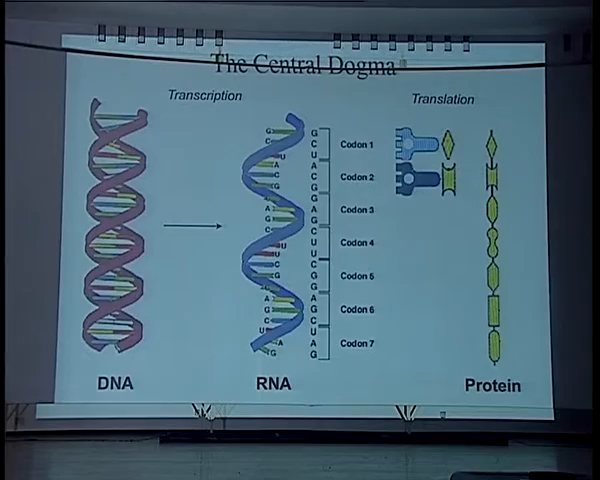 The Central Dogma
Transcription
Translation
G
C
U
A
C
G
A
G
U
U
C
G
A
G
C
U
A
G
G
C
U
A
C
G
G
A
G
C
U
U
C
G
G
A
G
C
U
A
G
Codon 1
Codon 2
Codon 3
Codon 4
Codon 5
Codon 6
Codon 7
DNA
RNA
Protein